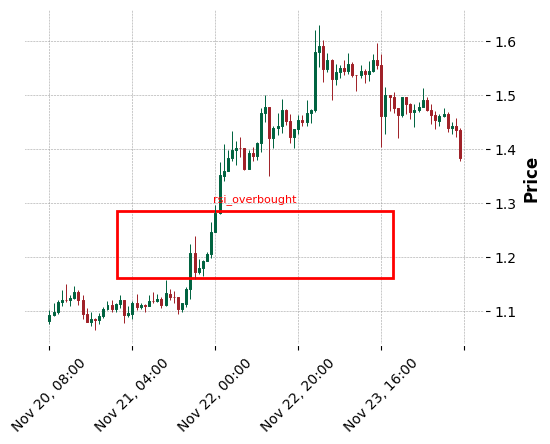 1.6
1.5
1.4
rsi_overbought
1.3
1.2
1.1
Price
Nov 20, 08:00
Nov 21, 04:00
Nov 22, 00:00
Nov 22, 20:00
Nov 23, 16:00